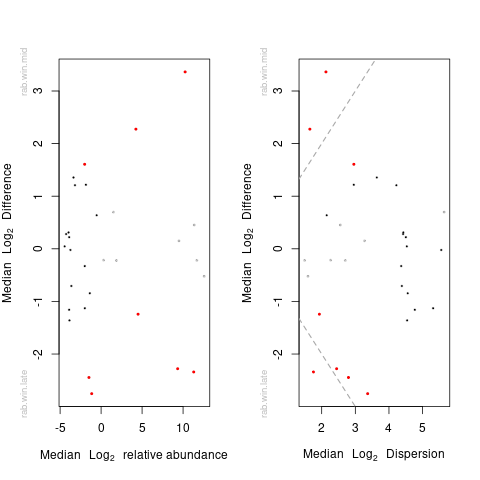 rab.win.mid
rab.win.late
Median Log2 Difference
3
2
1
0
-1
-2
-5 0 5 10
Median Log2 relative abundance
rab.win.mid
rab.win.late
Median Log2 Difference
3
2
1
0
-1
-2
2 3 4 5
Median Log2 Dispersion